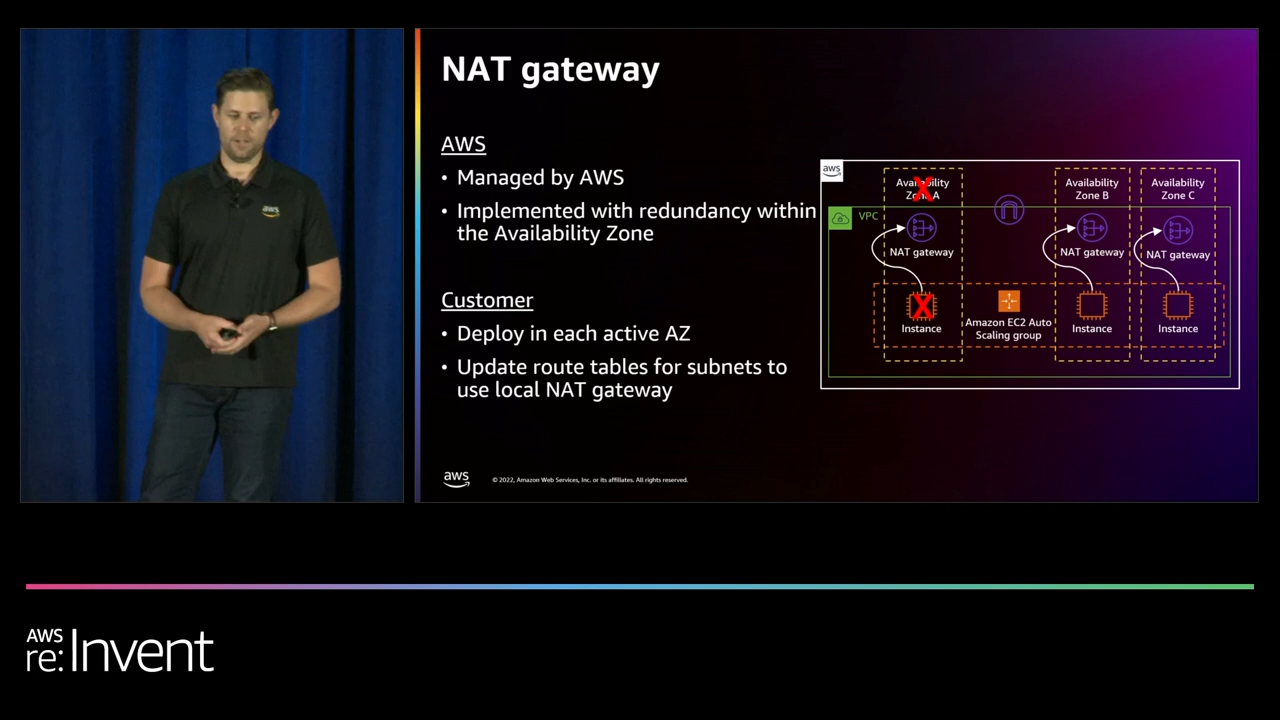 aws
NAT gateway
AWS
• Managed by AWS
• Implemented with redundancy within
the Availability Zone
Customer
• Deploy in each active AZ
• Update route tables for subnets to
use local NAT gateway
aws
VPC
Availability
Zone A
X
NAT gateway
X
Instance
Amazon EC2 Auto
Scaling group
Availability
Zone B
NAT gateway
Instance
Availability
Zone C
NAT gateway
Instance
aws
© 2022, Amazon Web Services, Inc. or its affiliates. All rights reserved.
AWS
re:Invent